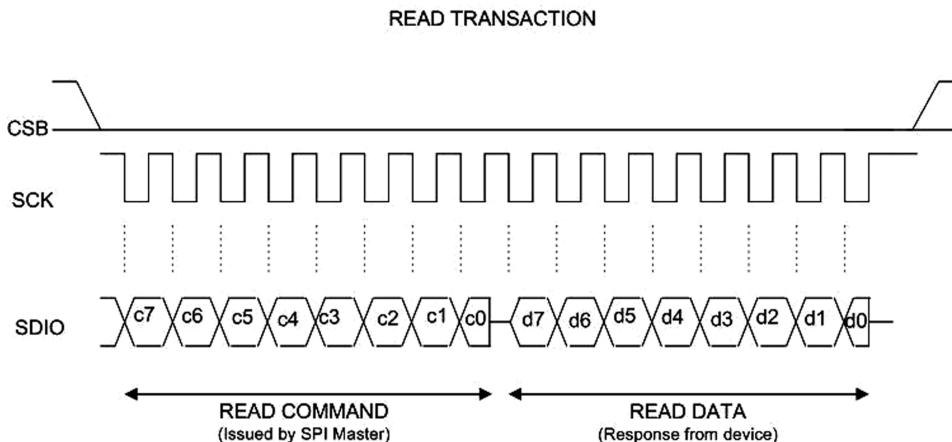 READ TRANSACTION
CSB
SCK
SDIO c7 c6 c5 c4 c3 c2 c1 c0 d7 d6 d5 d4 d3 d2 d1 d0
READ COMMAND READ DATA
(Issued by SPI Master) (Response from device)